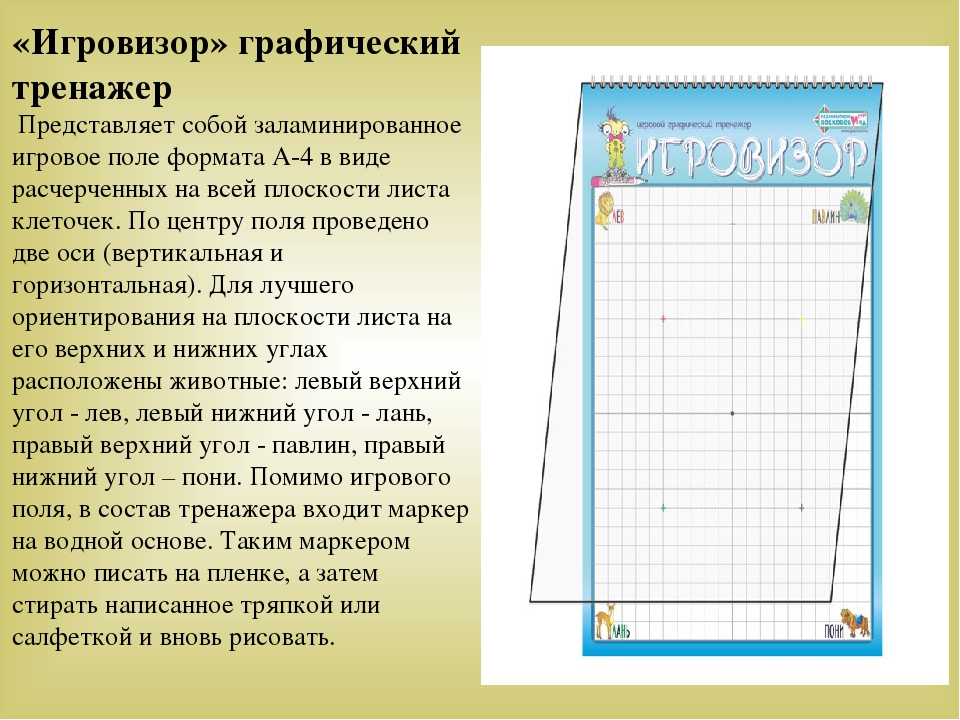 «Игровизор» графический
тренажер
Представляет собой заламинированное
игровое поле формата А-4 в виде
расчерченных на всей плоскости листа
клеточек. По центру поля проведено
две оси (вертикальная и
горизонтальная). Для лучшего
ориентирования на плоскости листа на
его верхних и нижних углах
расположены животные: левый верхний
угол - лев, левый нижний угол - лань,
правый верхний угол - павлин, правый
нижний угол – пони. Помимо игрового
поля, в состав тренажера входит маркер
на водной основе. Таким маркером
можно писать на пленке, а затем
стирать написанное тряпкой или
салфеткой и вновь рисовать.
игровой графический тренажер
ИГРОВИЗОР
ЛЕВ
ПАВЛИН
ЛАНЬ
ПОНИ